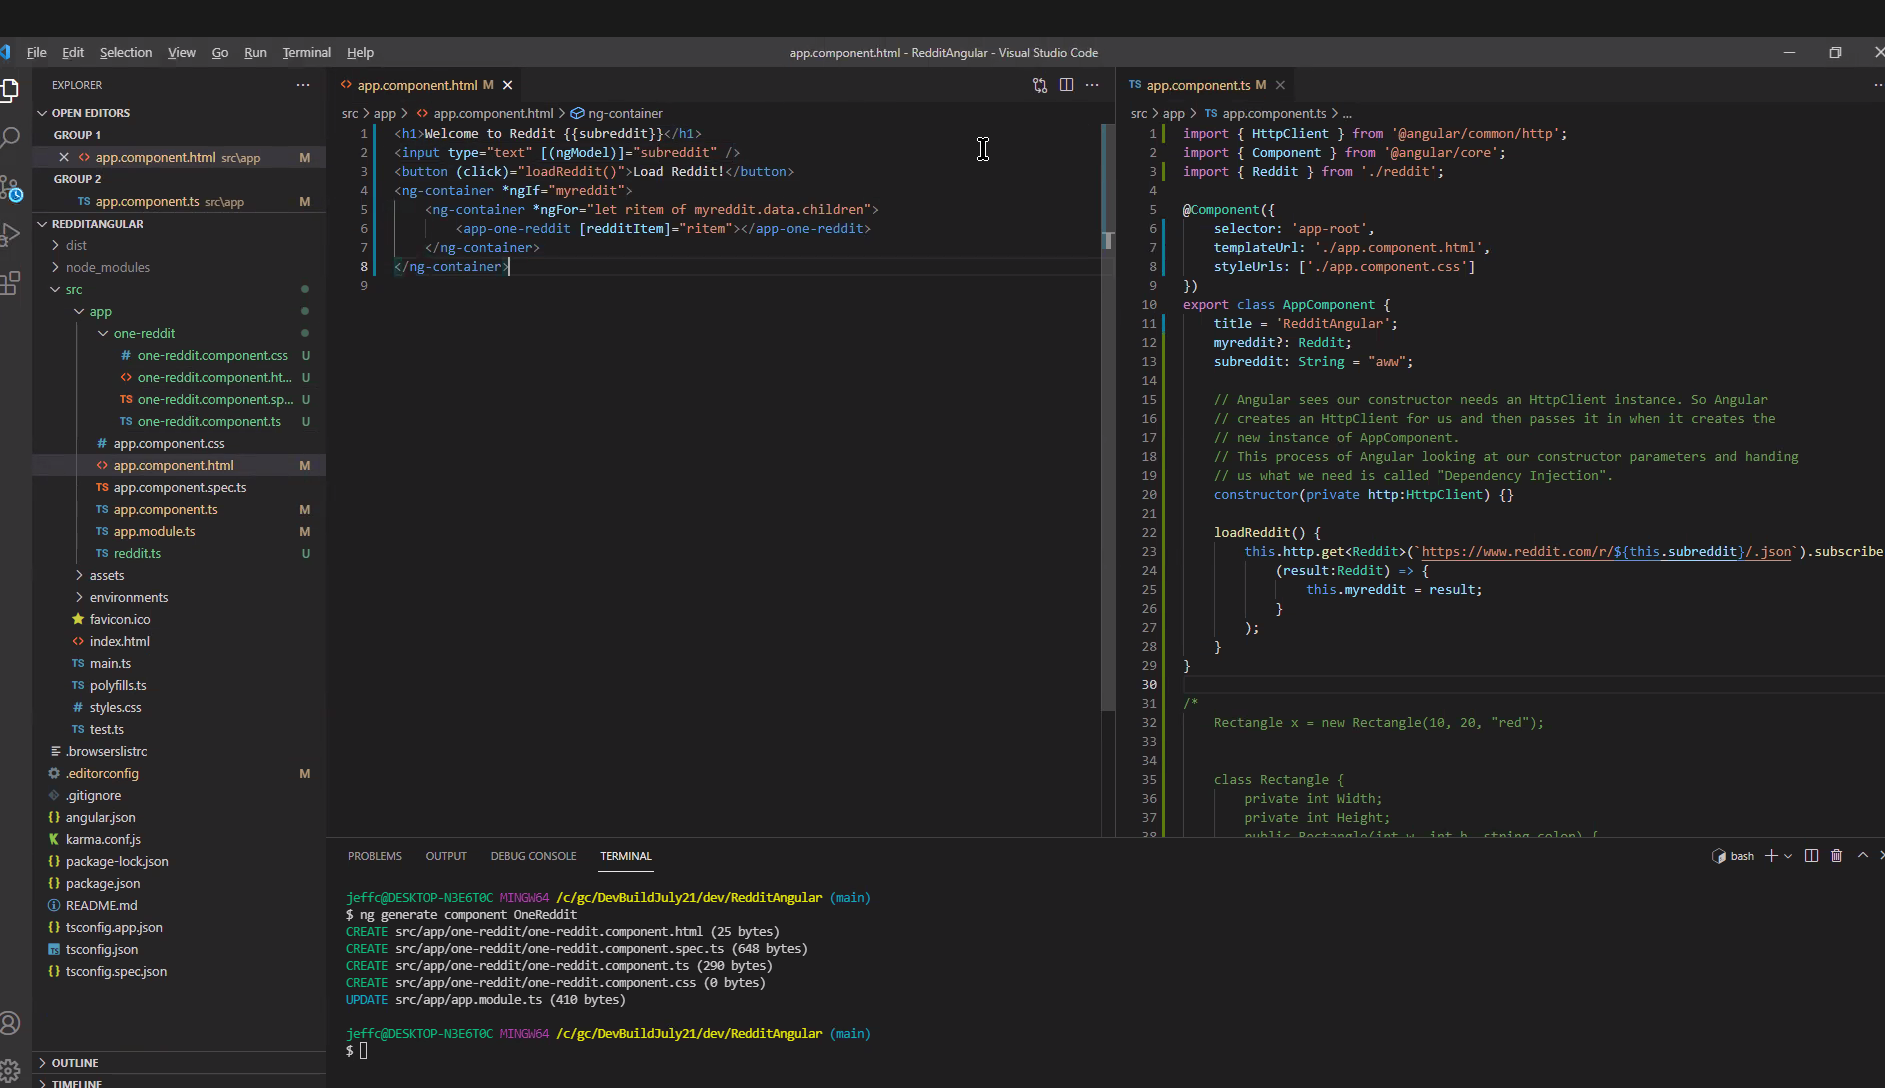 File Edit Selection View Go Run Terminal Help
app.component.html - RedditAngular - Visual Studio Code
EXPLORER
OPEN EDITORS
GROUP 1
app.component.html src\app M
GROUP 2
TS app.component.ts src\app M
REDDITANGULAR
dist
node_modules
src
app
one-reddit
# one-reddit.component.css U
<> one-reddit.component.ht... U
TS one-reddit.component.sp... U
TS one-reddit.component.ts U
# app.component.css
<> app.component.html M
TS app.component.spec.ts
TS app.component.ts M
TS app.module.ts M
TS reddit.ts U
assets
environments
favicon.ico
<> index.html
TS main.ts
TS polyfills.ts
# styles.css
TS test.ts
.browserslistrc
.editorconfig M
.gitignore
{} angular.json
karma.conf.js
{} package-lock.json
{} package.json
README.md
{} tsconfig.app.json
TS tsconfig.json
{} tsconfig.spec.json
OUTLINE
TIMELINE
<> app.component.html M
src > app > <> app.component.html > ng-container
1 <h1>Welcome to Reddit {{subreddit}}</h1>
2 <input type="text" [(ngModel)]="subreddit" />
3 <button (click)="loadReddit()">Load Reddit!</button>
4 <ng-container *ngIf="myreddit">
5 <ng-container *ngFor="let ritem of myreddit.data.children">
6 <app-one-reddit [redditItem]="ritem"></app-one-reddit>
7 </ng-container>
8 </ng-container>
9
TS app.component.ts M
src > app > TS app.component.ts > ...
1 import { HttpClient } from '@angular/common/http';
2 import { Component } from '@angular/core';
3 import { Reddit } from './reddit';
4
5 @Component({
6 selector: 'app-root',
7 templateUrl: './app.component.html',
8 styleUrls: ['./app.component.css']
9 })
10 export class AppComponent {
11 title = 'RedditAngular';
12 myreddit?: Reddit;
13 subreddit: String = "aww";
14
15 // Angular sees our constructor needs an HttpClient instance. So Angular
16 // creates an HttpClient for us and then passes it in when it creates the
17 // new instance of AppComponent.
18 // This process of Angular looking at our constructor parameters and handing
19 // us what we need is called "Dependency Injection".
20 constructor(private http:HttpClient) {}
21
22 loadReddit() {
23 this.http.get<Reddit>(`https://www.reddit.com/r/${this.subreddit}/.json`).subscribe
24 (result:Reddit) => {
25 this.myreddit = result;
26 }
27 );
28 }
29 }
30
31 /*
32 Rectangle x = new Rectangle(10, 20, "red");
33
34
35 class Rectangle {
36 private int Width;
37 private int Height;
38 public Rectangle(int w, int h, string color) {
PROBLEMS OUTPUT DEBUG CONSOLE TERMINAL
bash
jeffc@DESKTOP-N3E6T0C MINGW64 /c/gc/DevBuildJuly21/dev/RedditAngular (main)
$ ng generate component OneReddit
CREATE src/app/one-reddit/one-reddit.component.html (25 bytes)
CREATE src/app/one-reddit/one-reddit.component.spec.ts (648 bytes)
CREATE src/app/one-reddit/one-reddit.component.ts (290 bytes)
CREATE src/app/one-reddit/one-reddit.component.css (0 bytes)
UPDATE src/app/app.module.ts (410 bytes)
jeffc@DESKTOP-N3E6T0C MINGW64 /c/gc/DevBuildJuly21/dev/RedditAngular (main)
$